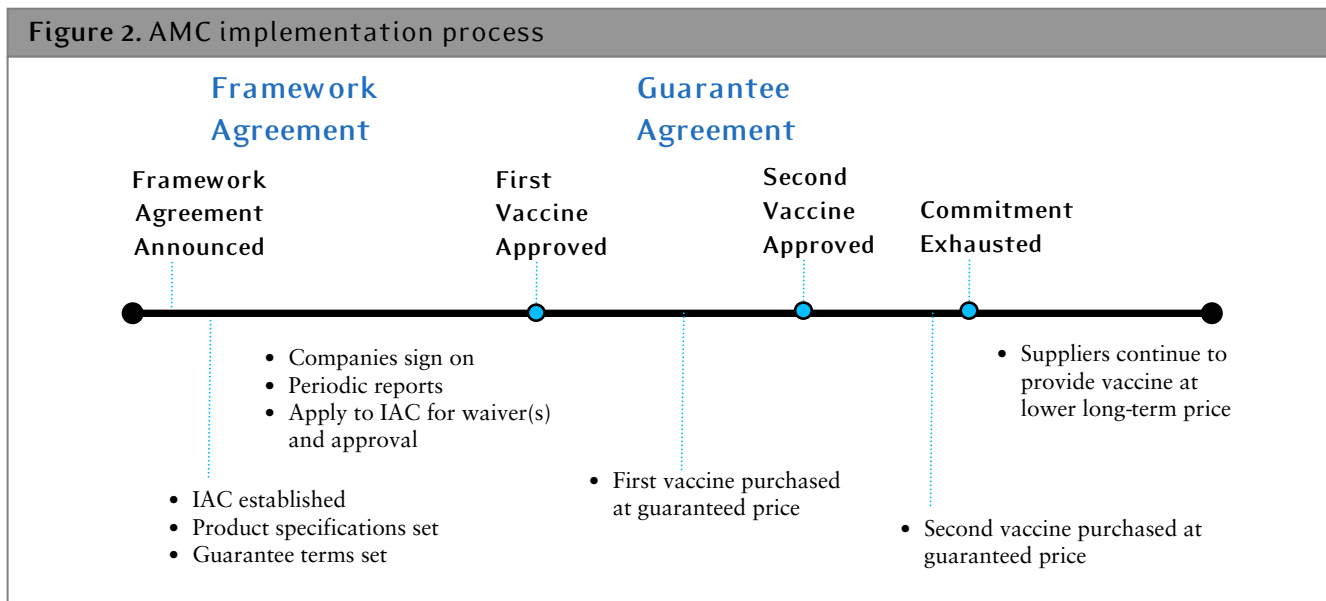 Figure 2. AMC implementation process
Framework
Agreement
Guarantee
Agreement
Framework
Agreement
Announced
First
Vaccine
Approved
Second
Vaccine
Approved
Commitment
Exhausted
• Companies sign on
• Periodic reports
• Apply to IAC for waiver(s)
and approval
• Suppliers continue to
provide vaccine at
lower long-term price
• IAC established
• Product specifications set
• Guarantee terms set
• First vaccine purchased
at guaranteed price
• Second vaccine purchased at
guaranteed price